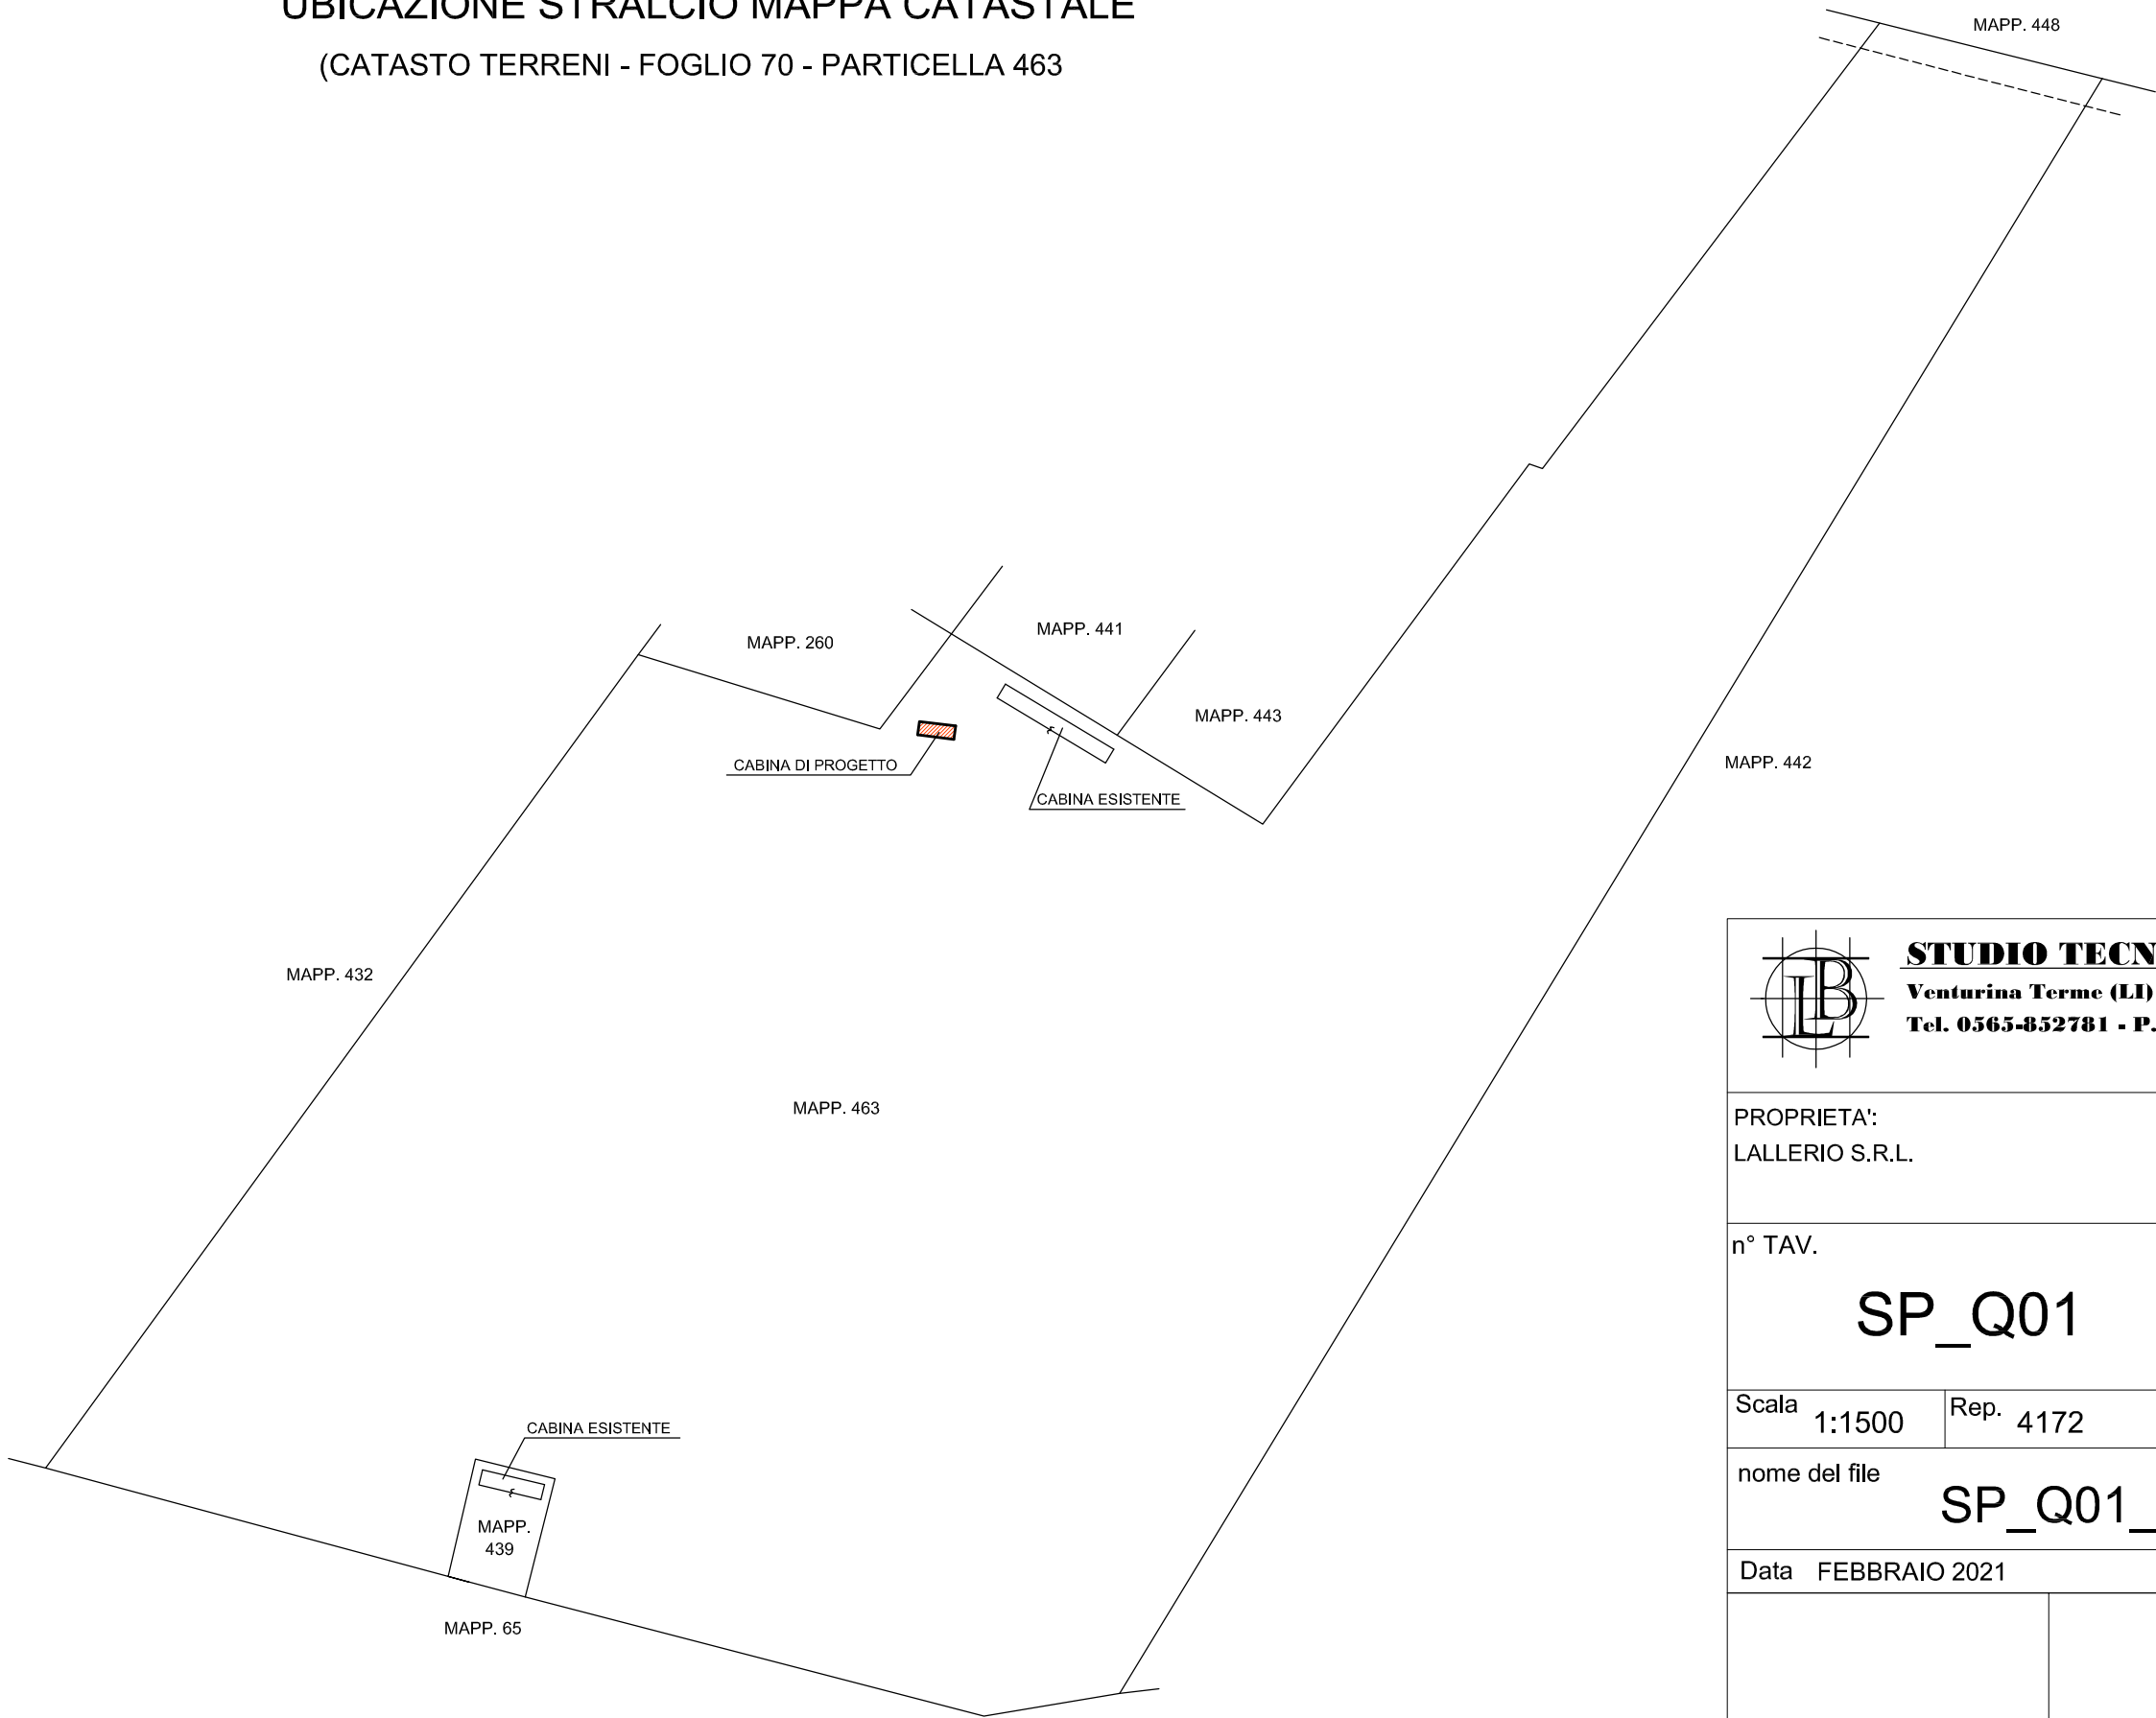 UBICAZIONE STRALCIO MAPPA CATASTALE
(CATASTO TERRENI - FOGLIO 70 - PARTICELLA 463
MAPP. 448
MAPP. 260
MAPP. 441
MAPP. 443
CABINA DI PROGETTO
CABINA ESISTENTE
MAPP. 442
MAPP. 432
MAPP. 463
CABINA ESISTENTE
MAPP.
439
MAPP. 65
LB
STUDIO TECN
Venturina Terme (LI)
Tel. 0565-852781 - P.
PROPRIETA':
LALLERIO S.R.L.
n° TAV.
SP_Q01
Scala 1:1500 Rep. 4172
nome del file
SP_Q01_
Data FEBBRAIO 2021